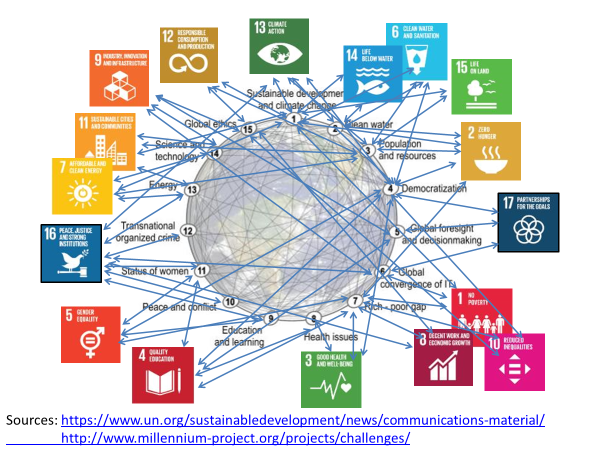 13 CLIMATE
ACTION
12 RESPONSIBLE
CONSUMPTION
AND PRODUCTION
6 CLEAN WATER
AND SANITATION
14 LIFE
BELOW WATER
9 INDUSTRY, INNOVATION
AND INFRASTRUCTURE
15 LIFE
ON LAND
Sustainable development
and climate change
1
Global ethics
15
2
Clean water
11 SUSTAINABLE CITIES
AND COMMUNITIES
2 ZERO
HUNGER
Science and
technology
14
3
Population
and resources
7 AFFORDABLE AND
CLEAN ENERGY
Energy
13
4
Democratization
17 PARTNERSHIPS
FOR THE GOALS
16 PEACE, JUSTICE
AND STRONG
INSTITUTIONS
Transnational
organized crime
12
5
Global foresight
and decisionmaking
Status of women
11
6
Global
convergence of IT
Peace and conflict
10
7
Rich - poor gap
1 NO
POVERTY
5 GENDER
EQUALITY
9
8
Education
and learning
Health issues
8 DECENT WORK AND
ECONOMIC GROWTH
10 REDUCED
INEQUALITIES
4 QUALITY
EDUCATION
3 GOOD HEALTH
AND WELL-BEING
Sources: https://www.un.org/sustainabledevelopment/news/communications-material/
http://www.millennium-project.org/projects/challenges/